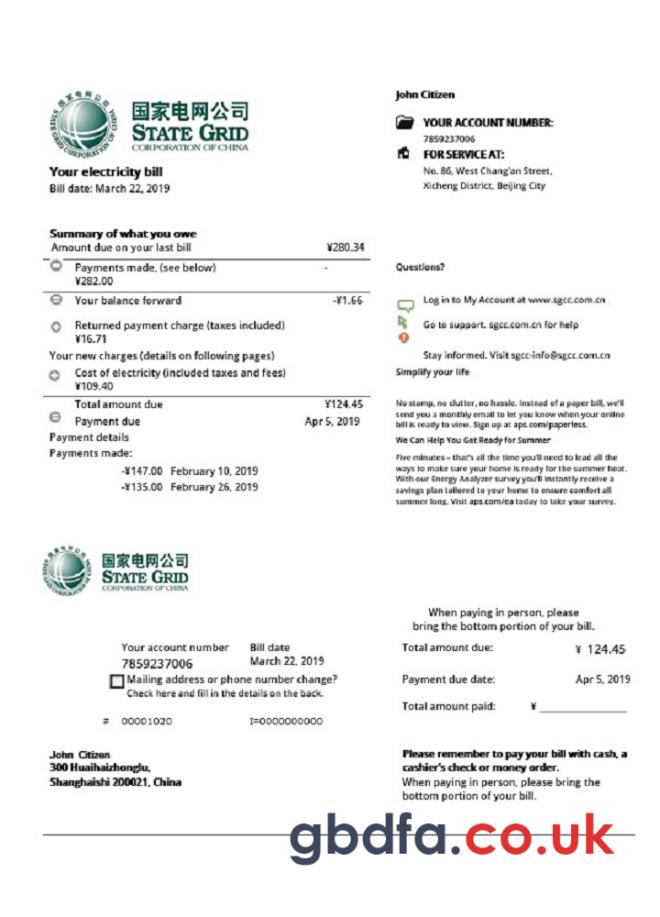 John Citizen
国家电网公司
STATE GRID
CORPORATION OF CHINA
YOUR ACCOUNT NUMBER:
7859237006
FOR SERVICE AT:
No. 86, West Chang'an Street,
Xicheng District, Beijing City
Your electricity bill
Bill date: March 22, 2019
Summary of what you owe
Amount due on your last bill ¥280.34
Payments made, (see below) -
¥282.00
Your balance forward -¥1.66
Returned payment charge (taxes included)
¥16.71
Your new charges (details on following pages)
Cost of electricity (included taxes and fees)
¥109.40
Total amount due ¥124.45
Payment due Apr 5, 2019
Payment details
Payments made:
-¥147.00 February 10, 2019
-¥135.00 February 26, 2019
Questions?
Log in to My Account at www.sgcc.com.cn
Go to support. sgcc.com.cn for help
Stay informed. Visit sgcc-info@sgcc.com.cn
Simplify your life
No stamp, no clutter, no hassle. Instead of a paper bill, we'll
send you a monthly email to let you know when your online
bill is ready to view. Sign up at aps.com/paperless.
We Can Help You Get Ready for Summer
Five minutes – that's all the time you'll need to lead all the
ways to make sure your home is ready for the summer heat.
With our Energy Analyzer survey you'll instantly receive a
savings plan tailored to your home to ensure comfort all
summer long. Visit aps.com/ea today to take your survey.
国家电网公司
STATE GRID
CORPORATION OF CHINA
When paying in person, please
bring the bottom portion of your bill.
Your account number Bill date
7859237006 March 22, 2019
Mailing address or phone number change?
Check here and fill in the details on the back.
# 00001020 I=0000000000
Total amount due: ¥ 124.45
Payment due date: Apr 5, 2019
Total amount paid: ¥
John Citizen
300 Huaihaizhonglu,
Shanghaishi 200021, China
Please remember to pay your bill with cash, a
cashier's check or money order.
When paying in person, please bring the
bottom portion of your bill.
gbdfa.co.uk